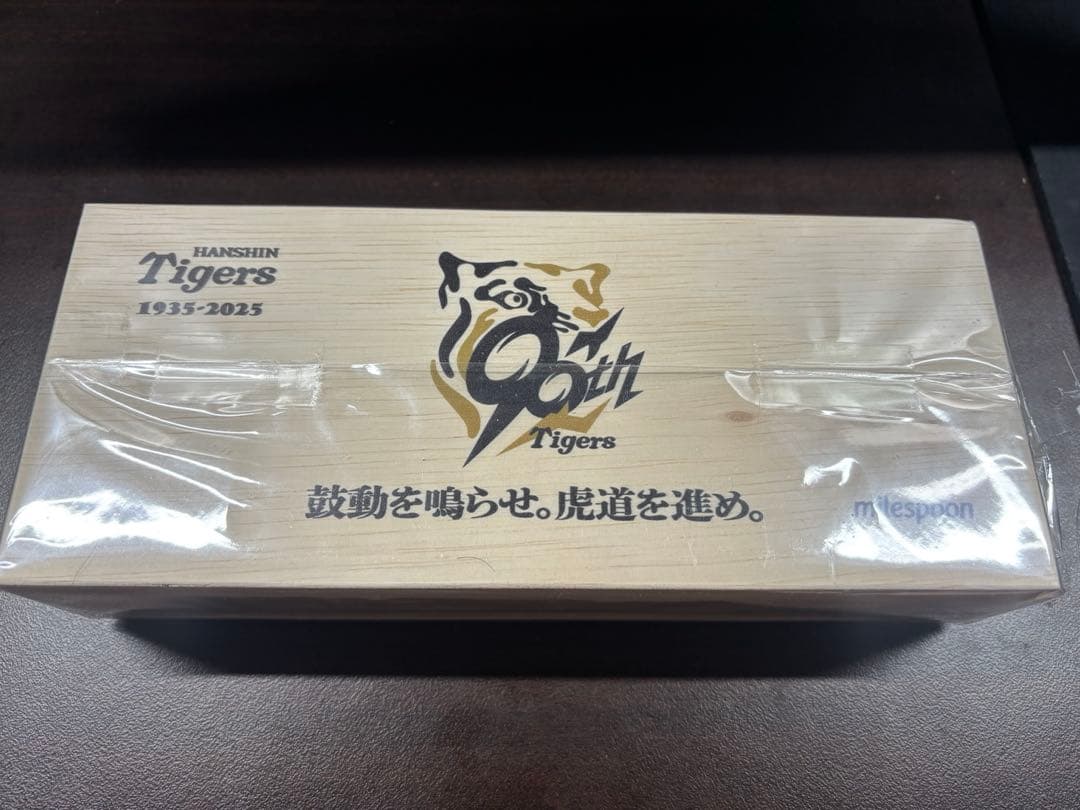 HANSHIN
Tigers
1935-2025
90th
Tigers
鼓動を鳴らせ。虎道を進め。
milespoon